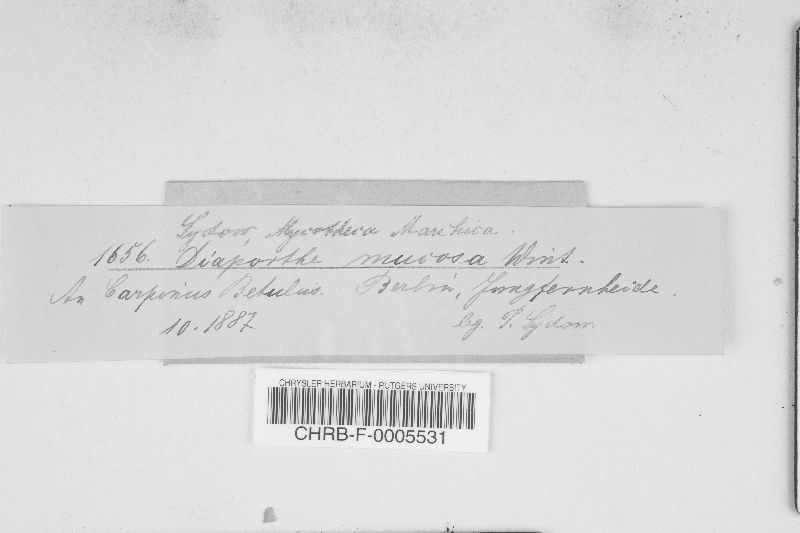 Sydow, Mycotheca Marchica.
1656. Diaporthe mucosa Wint.
An Carpinus Betulus. Berlin, Jungfernheide.
10. 1887. lg. P. Sydow.
CHRYSLER HERBARIUM - RUTGERS UNIVERSITY
CHRB-F-0005531